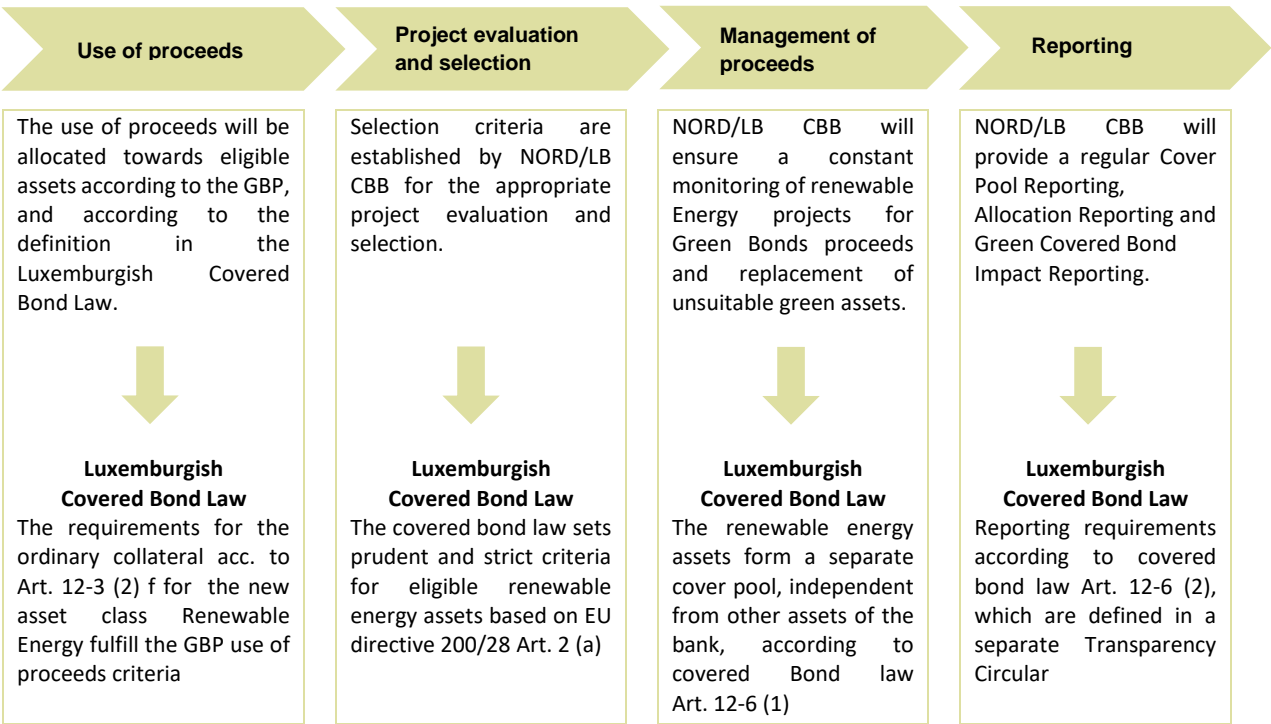 Use of proceeds
Project evaluation
and selection
Management of
proceeds
Reporting
The use of proceeds will be
allocated towards eligible
assets according to the GBP,
and according to the
definition in the
Luxemburgish Covered
Bond Law.
Luxemburgish
Covered Bond Law
The requirements for the
ordinary collateral acc. to
Art. 12-3 (2) f for the new
asset class Renewable
Energy fulfill the GBP use of
proceeds criteria
Selection criteria are
established by NORD/LB
CBB for the appropriate
project evaluation and
selection.
Luxemburgish
Covered Bond Law
The covered bond law sets
prudent and strict criteria
for eligible renewable
energy assets based on EU
directive 200/28 Art. 2 (a)
NORD/LB CBB will
ensure a constant
monitoring of renewable
Energy projects for
Green Bonds proceeds
and replacement of
unsuitable green assets.
Luxemburgish
Covered Bond Law
The renewable energy
assets form a separate
cover pool, independent
from other assets of the
bank, according to
covered Bond law
Art. 12-6 (1)
NORD/LB CBB will
provide a regular Cover
Pool Reporting,
Allocation Reporting and
Green Covered Bond
Impact Reporting.
Luxemburgish
Covered Bond Law
Reporting requirements
according to covered
bond law Art. 12-6 (2),
which are defined in a
separate Transparency
Circular